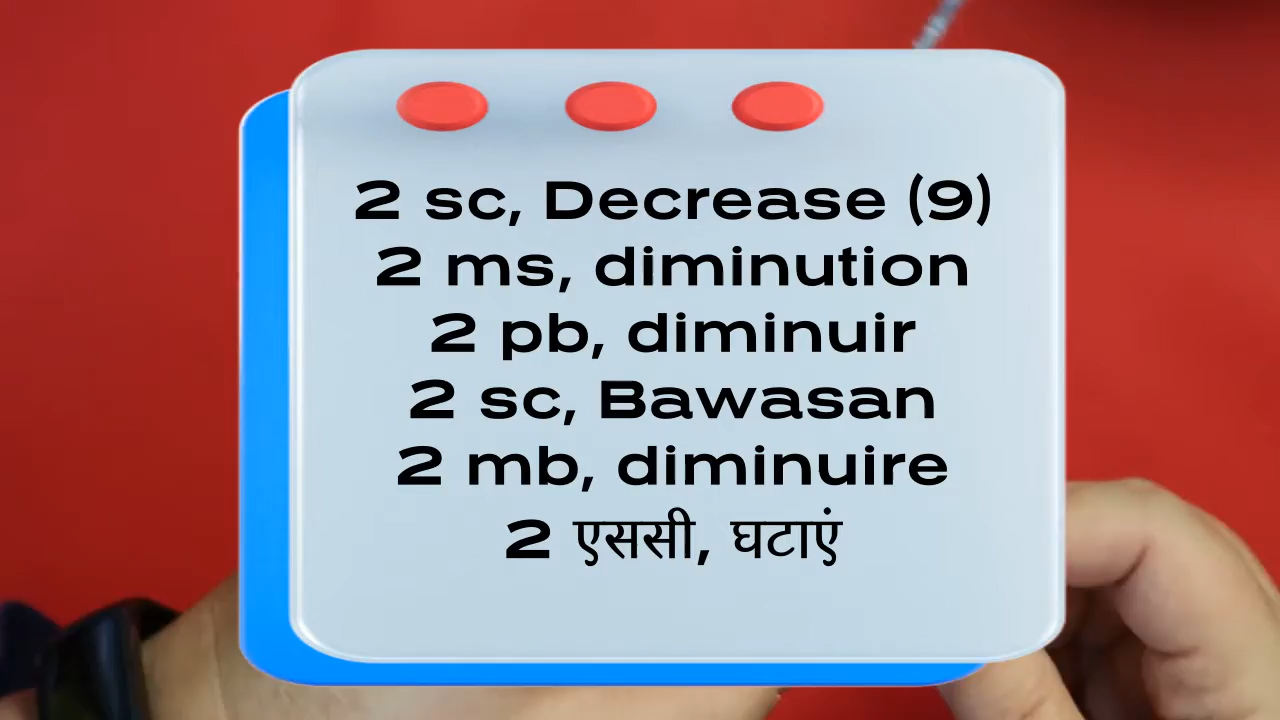 2 sc, Decrease (9)
2 ms, diminution
2 pb, diminuir
2 sc, Bawasan
2 mb, diminuire
2 एससी, घटाएं